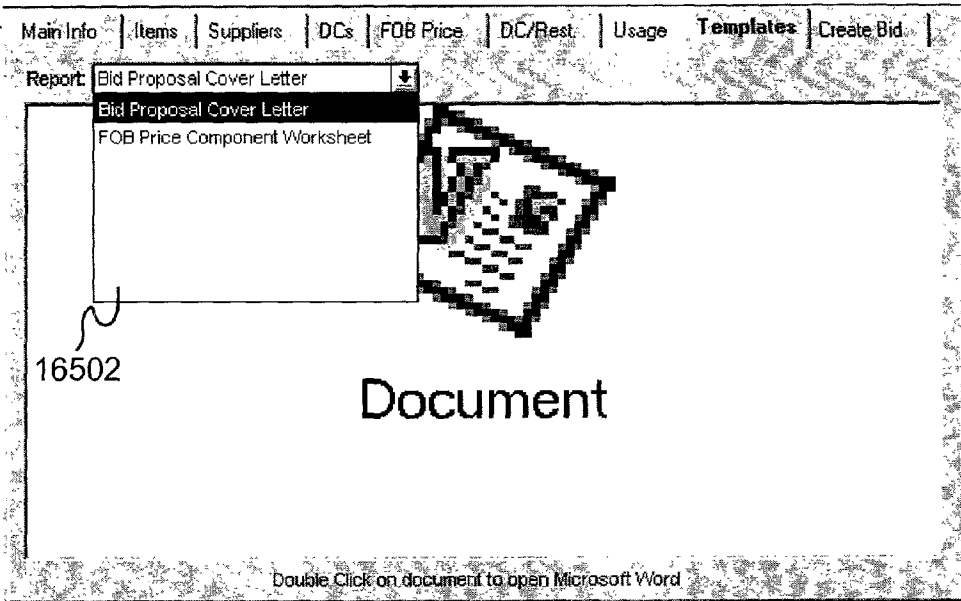 Main Info Items Suppliers DCs FOB Price DC/Rest. Usage Templates Create Bid
Report: Bid Proposal Cover Letter
Bid Proposal Cover Letter
FOB Price Component Worksheet
16502
Document
Double Click on document to open Microsoft Word